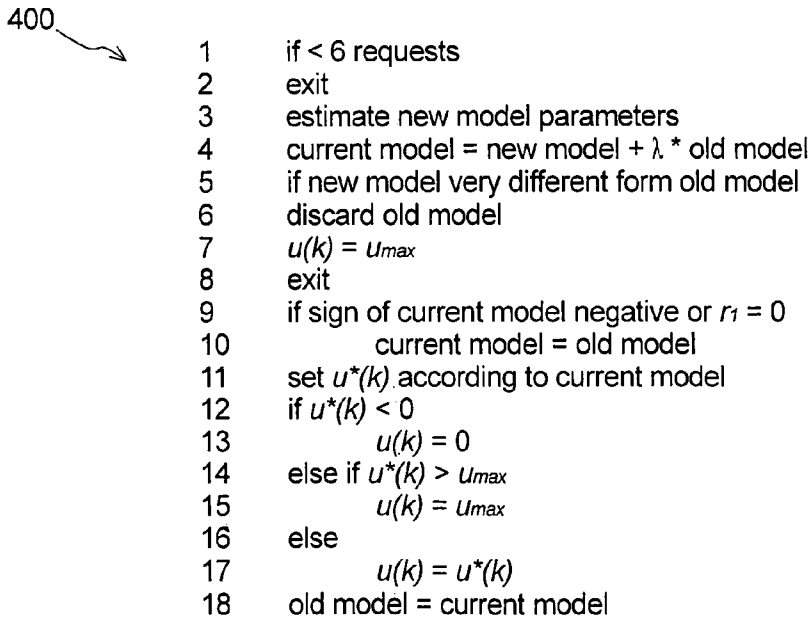 400
1 if < 6 requests
2 exit
3 estimate new model parameters
4 current model = new model + λ * old model
5 if new model very different form old model
6 discard old model
7 u(k) = umax
8 exit
9 if sign of current model negative or r1 = 0
10 current model = old model
11 set u*(k) according to current model
12 if u*(k) < 0
13 u(k) = 0
14 else if u*(k) > umax
15 u(k) = umax
16 else
17 u(k) = u*(k)
18 old model = current model